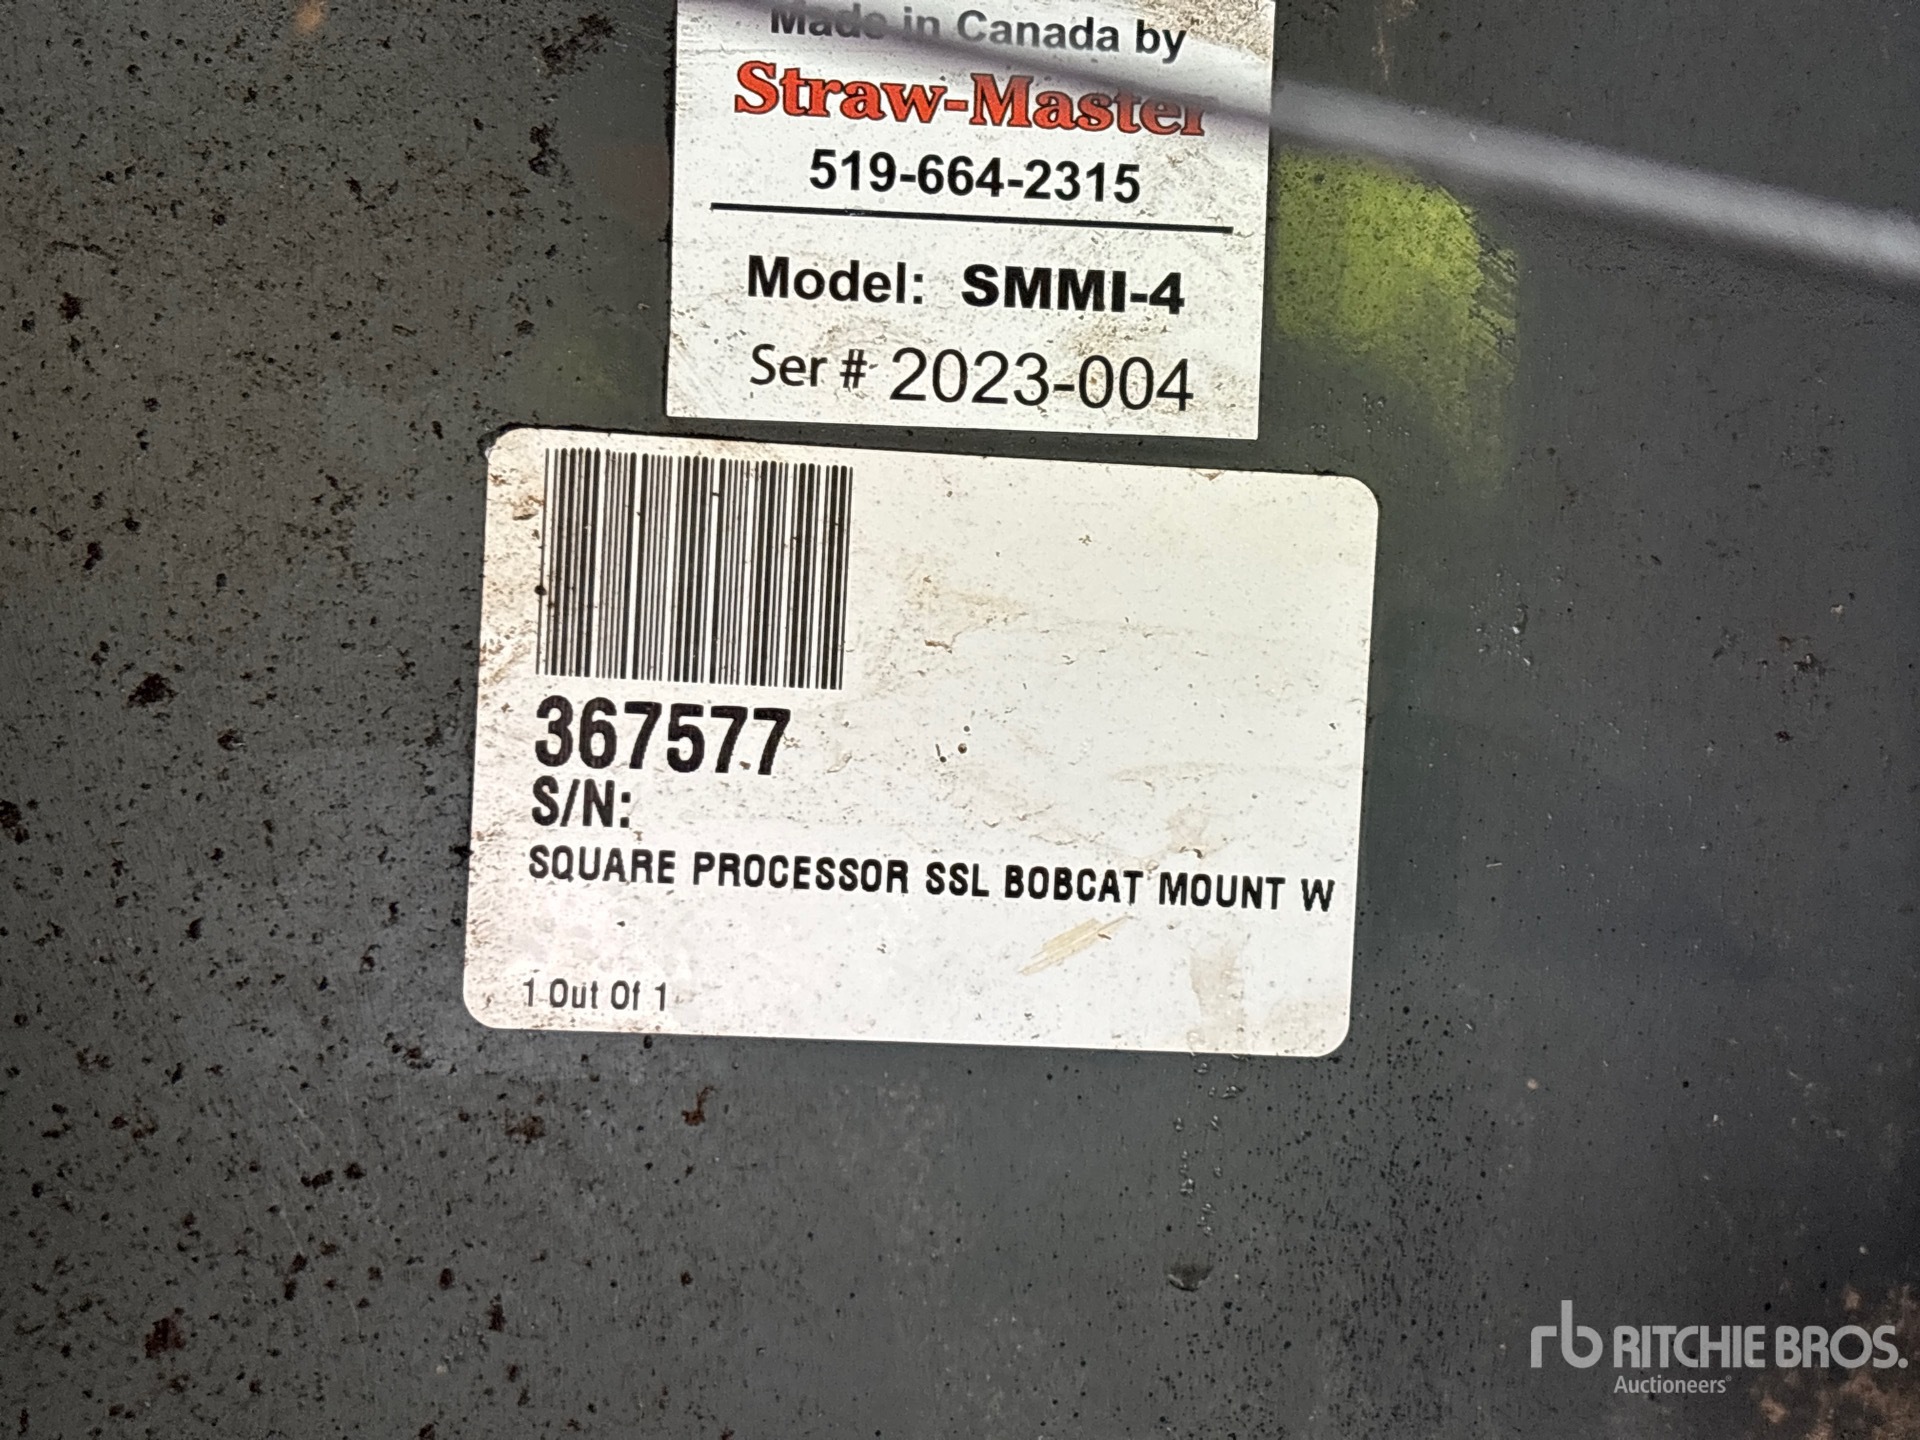 Made in Canada by
Straw-Master
519-664-2315
Model: SMMI-4
Ser # 2023-004
367577
S/N:
SQUARE PROCESSOR SSL BOBCAT MOUNT W
1 Out Of 1
rb RITCHIE BROS.
Auctioneers